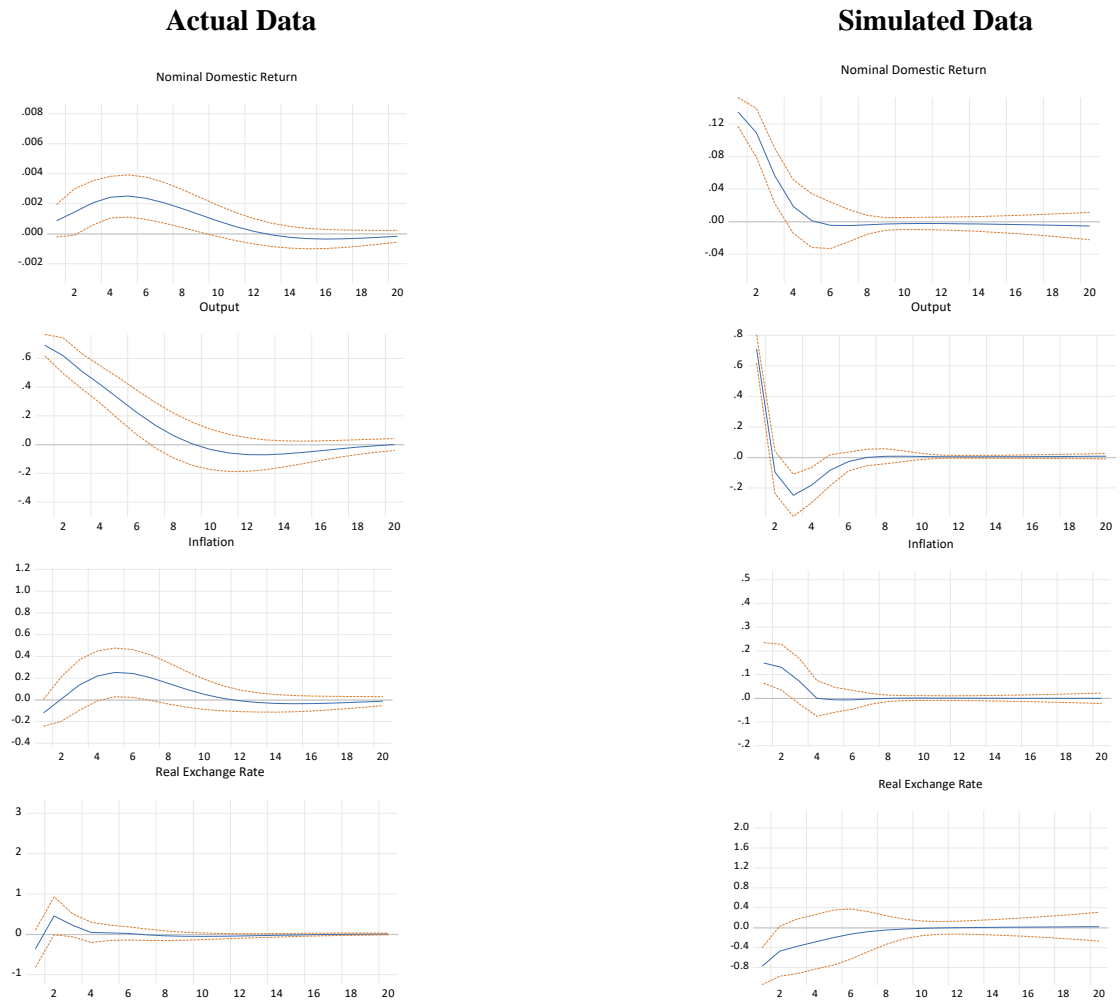 Actual Data
Simulated Data
Nominal Domestic Return
.008
.006
.004
.002
.000
-.002
2 4 6 8 10 12 14 16 18 20
Output
.6
.4
.2
.0
-.2
-.4
2 4 6 8 10 12 14 16 18 20
Inflation
1.2
1.0
0.8
0.6
0.4
0.2
0.0
-0.2
-0.4
2 4 6 8 10 12 14 16 18 20
Real Exchange Rate
3
2
1
0
-1
2 4 6 8 10 12 14 16 18 20
Nominal Domestic Return
.12
.08
.04
.00
-.04
2 4 6 8 10 12 14 16 18 20
Output
.8
.6
.4
.2
.0
-.2
2 4 6 8 10 12 14 16 18 20
Inflation
.5
.4
.3
.2
.1
.0
-.1
-.2
2 4 6 8 10 12 14 16 18 20
Real Exchange Rate
2.0
1.6
1.2
0.8
0.4
0.0
-0.4
-0.8
2 4 6 8 10 12 14 16 18 20